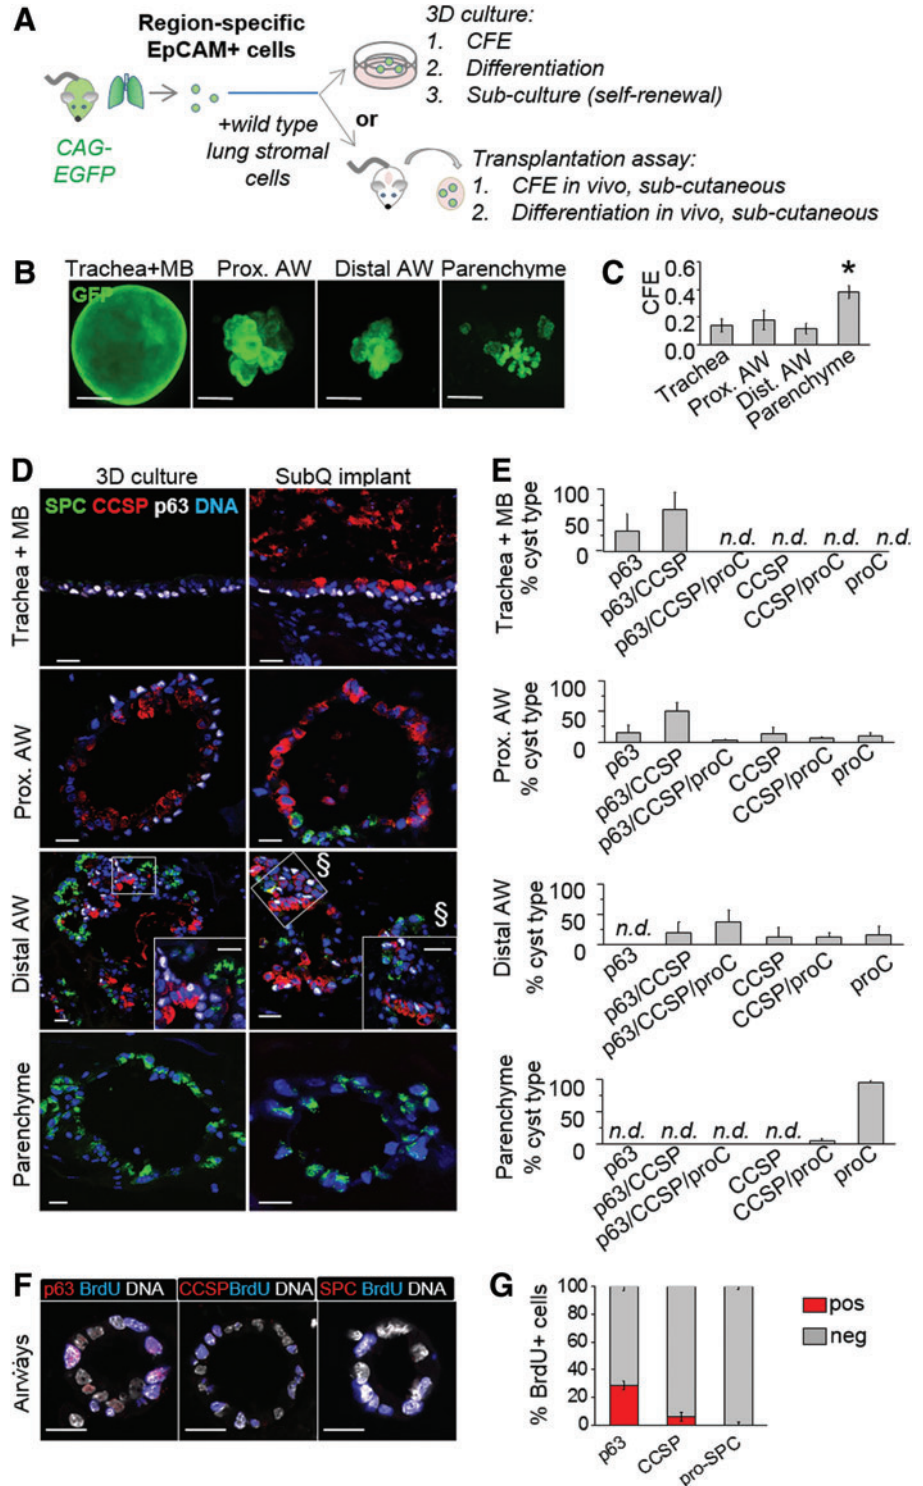 A
Region-specific
EpCAM+ cells
CAG-
EGFP
+wild type
lung stromal
cells
or
3D culture:
1. CFE
2. Differentiation
3. Sub-culture (self-renewal)
Transplantation assay:
1. CFE in vivo, sub-cutaneous
2. Differentiation in vivo, sub-cutaneous
B
Trachea+MB Prox. AW Distal AW Parenchyme
GFP
C
CFE
0.6
0.4
0.2
0.0
*
Trachea
Prox. AW
Dist. AW
Parenchyme
D
3D culture SubQ implant
SPC CCSP p63 DNA
Trachea + MB
Prox. AW
Distal AW
§
§
Parenchyme
E
Trachea + MB
% cyst type
100
50
0
n.d. n.d. n.d. n.d.
p63
p63/CCSP
p63/CCSP/proC
CCSP
CCSP/proC
proC
Prox. AW
% cyst type
100
50
0
p63
p63/CCSP
p63/CCSP/proC
CCSP
CCSP/proC
proC
Distal AW
% cyst type
100
50
0
n.d.
p63
p63/CCSP
p63/CCSP/proC
CCSP
CCSP/proC
proC
Parenchyme
% cyst type
100
50
0
n.d. n.d. n.d. n.d.
p63
p63/CCSP
p63/CCSP/proC
CCSP
CCSP/proC
proC
F
p63 BrdU DNA CCSPBrdU DNA SPC BrdU DNA
Airways
G
% BrdU+ cells
100
80
60
40
20
0
p63
CCSP
pro-SPC
pos
neg